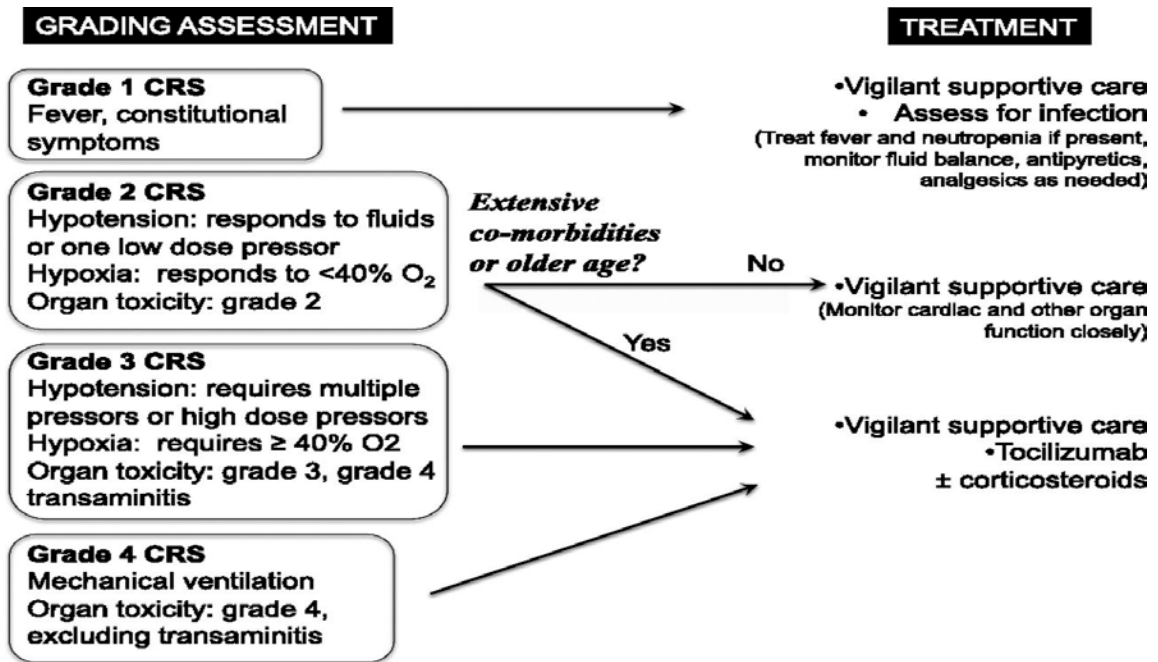 GRADING ASSESSMENT
TREATMENT
Grade 1 CRS
Fever, constitutional
symptoms
•Vigilant supportive care
• Assess for infection
(Treat fever and neutropenia if present,
monitor fluid balance, antipyretics,
analgesics as needed)
Grade 2 CRS
Hypotension: responds to fluids
or one low dose pressor
Hypoxia: responds to <40% O₂
Organ toxicity: grade 2
Extensive
co-morbidities
or older age?
No
Yes
•Vigilant supportive care
(Monitor cardiac and other organ
function closely)
Grade 3 CRS
Hypotension: requires multiple
pressors or high dose pressors
Hypoxia: requires ≥ 40% O2
Organ toxicity: grade 3, grade 4
transaminitis
•Vigilant supportive care
•Tocilizumab
± corticosteroids
Grade 4 CRS
Mechanical ventilation
Organ toxicity: grade 4,
excluding transaminitis